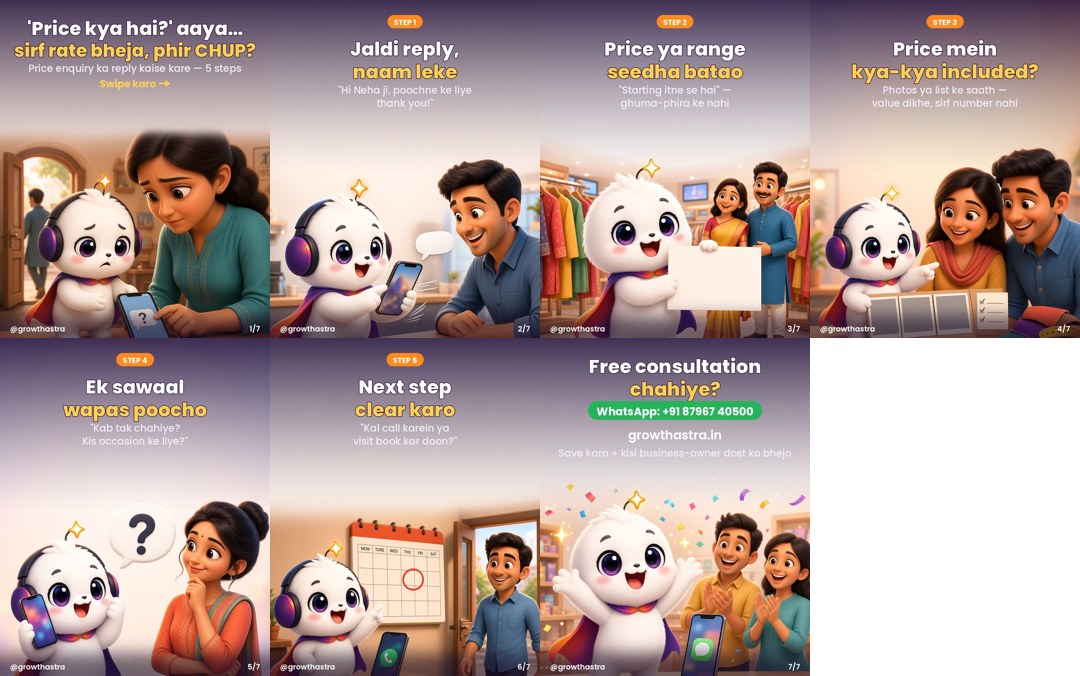 'Price kya hai?' aaya...
sirf rate bheja, phir CHUP?
Price enquiry ka reply kaise kare — 5 steps
Swipe karo →
?
@growthastra
1/7
STEP 1
Jaldi reply,
naam leke
"Hi Neha ji, poochne ke liye
thank you!"
@growthastra
2/7
STEP 2
Price ya range
seedha batao
"Starting itne se hai" —
ghuma-phira ke nahi
@growthastra
3/7
STEP 3
Price mein
kya-kya included?
Photos ya list ke saath —
value dikhe, sirf number nahi
@growthastra
4/7
STEP 4
Ek sawaal
wapas poocho
"Kab tak chahiye?
Kis occasion ke liye?"
?
@growthastra
5/7
STEP 5
Next step
clear karo
"Kal call karein ya
visit book kar doon?"
MON TURE WED THU FRI SAT
@growthastra
6/7
Free consultation
chahiye?
WhatsApp: +91 87967 40500
growthastra.in
Save karo + kisi business-owner dost ko bhejo
@growthastra
7/7